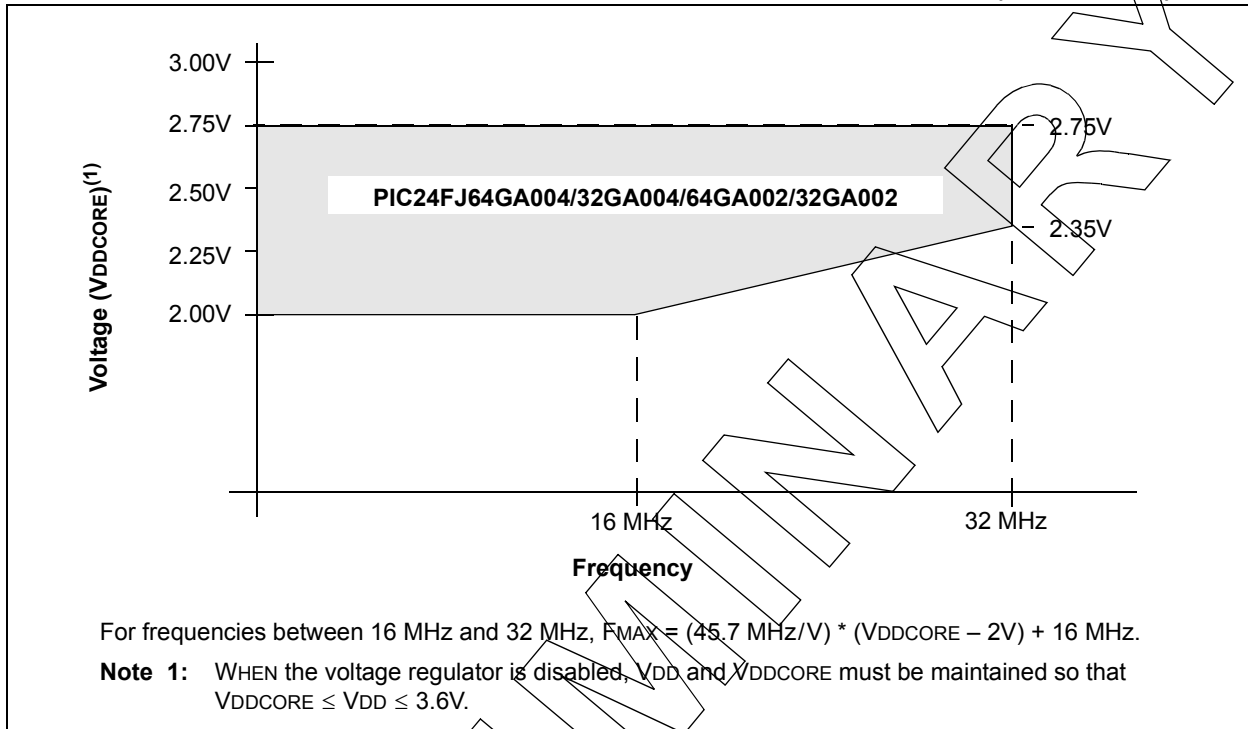 3.00V
2.75V
2.75V
2.50V
PIC24FJ64GA004/32GA004/64GA002/32GA002
2.35V
2.25V
2.00V
Voltage (VDDCORE)(1)
16 MHz
32 MHz
Frequency
For frequencies between 16 MHz and 32 MHz, FMAX = (45.7 MHz/V) * (VDDCORE – 2V) + 16 MHz.
Note 1: WHEN the voltage regulator is disabled, VDD and VDDCORE must be maintained so that
VDDCORE ≤ VDD ≤ 3.6V.
MINARY